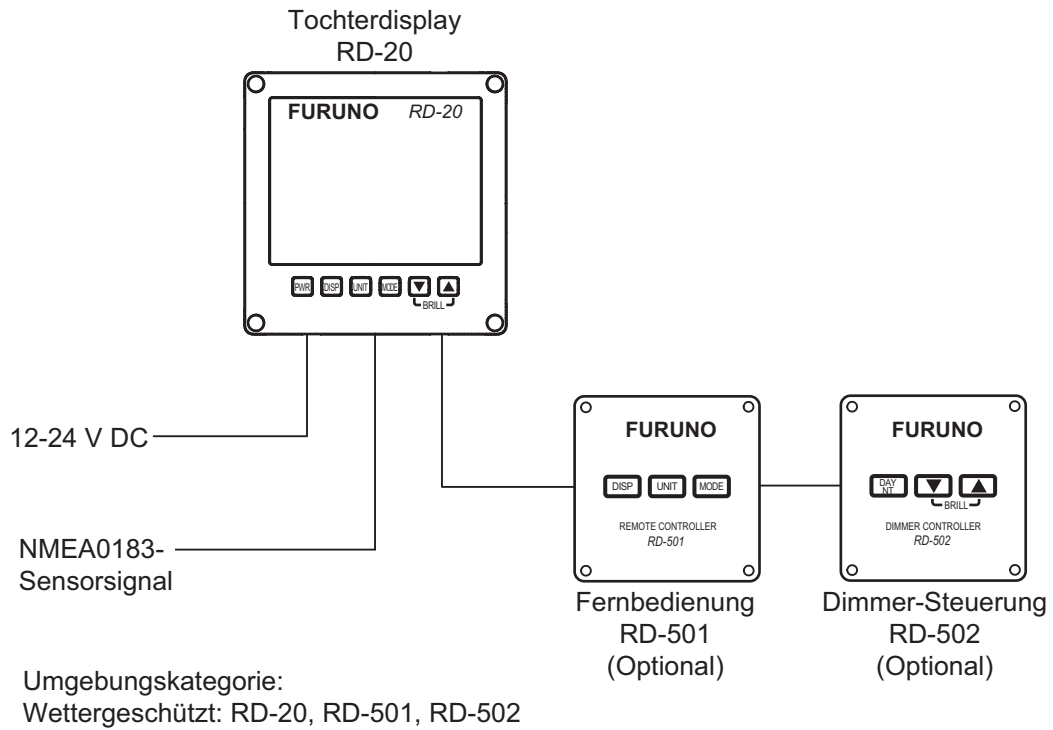 Tochterdisplay
RD-20
FURUNO RD-20
PWR DISP UNIT MODE ▼ ▲
BRILL
12-24 V DC
NMEA0183-
Sensorsignal
FURUNO
DISP UNIT MODE
REMOTE CONTROLLER
RD-501
Fernbedienung
RD-501
(Optional)
FURUNO
DAY
NT
▼ ▲
BRILL
DIMMER CONTROLLER
RD-502
Dimmer-Steuerung
RD-502
(Optional)
Umgebungskategorie:
Wettergeschützt: RD-20, RD-501, RD-502